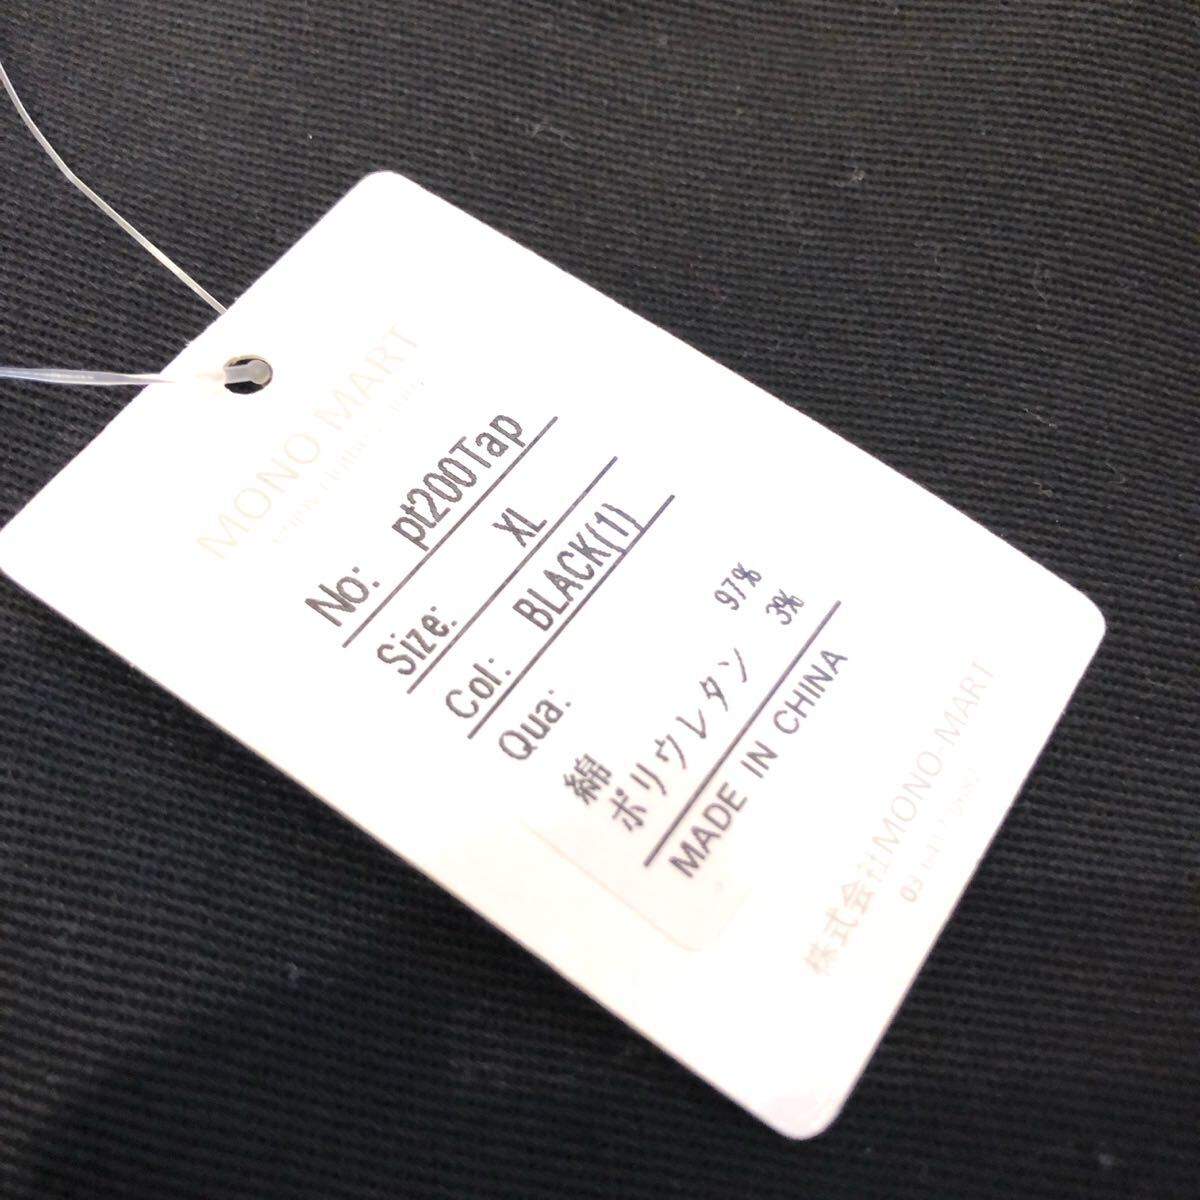 MONO MART
No: pt200Tap
Size: XL
Col: BLACK(1)
Qua:
綿 97%
ポリウレタン 3%
MADE IN CHINA
株式会社MONO-MART